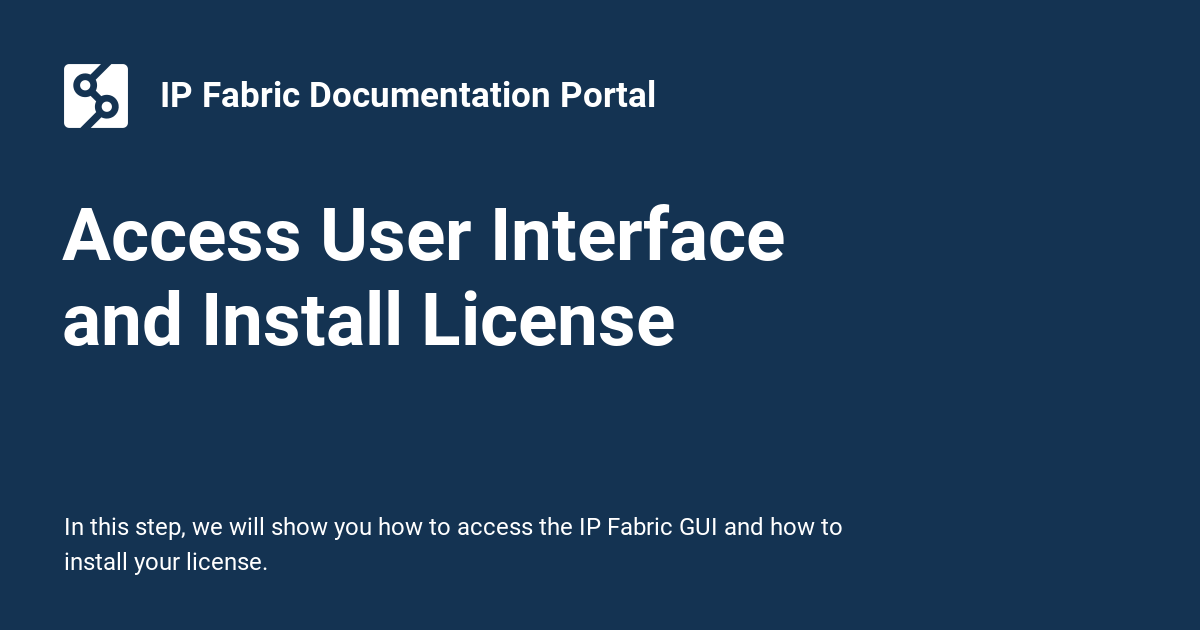 IP Fabric Documentation Portal
Access User Interface
and Install License
In this step, we will show you how to access the IP Fabric GUI and how to
install your license.